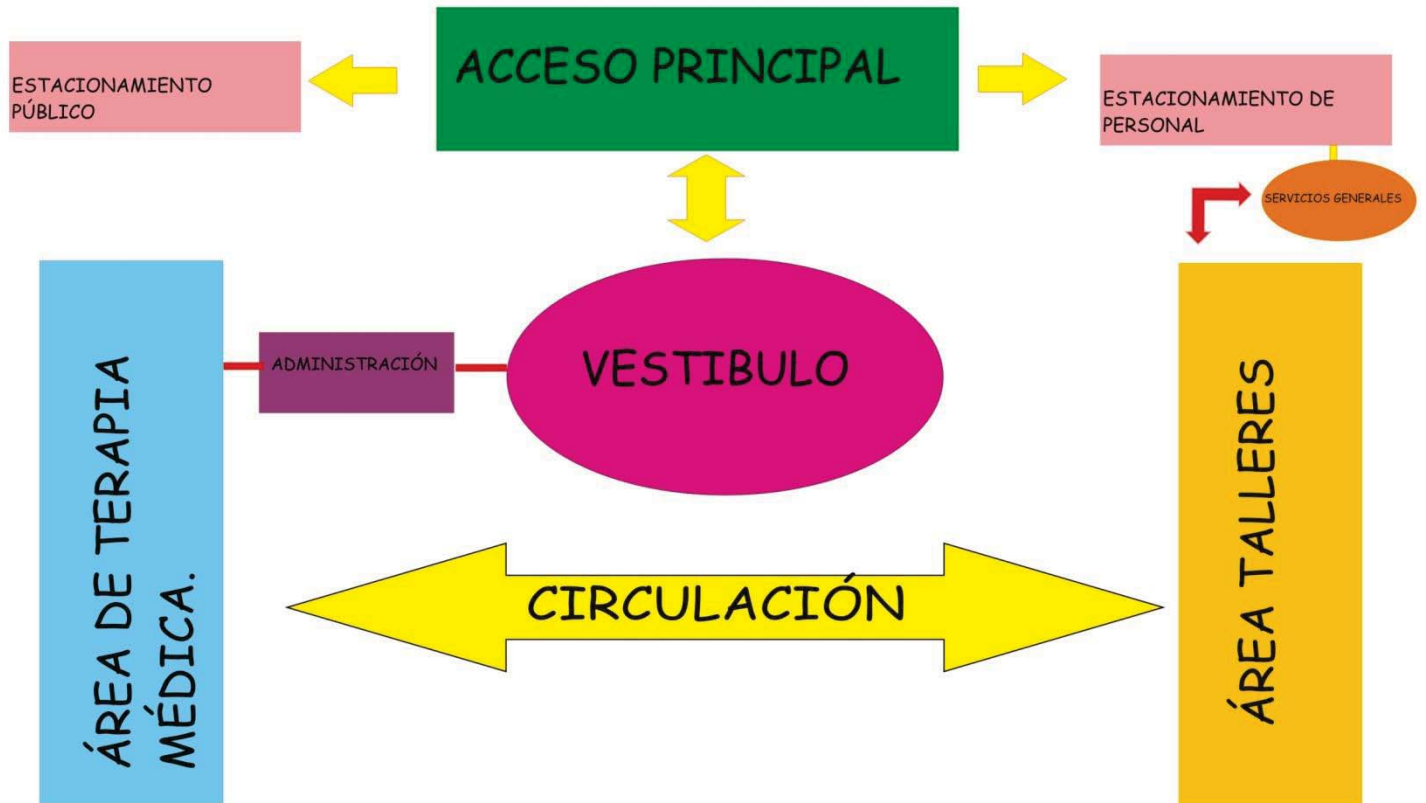 ACCESO PRINCIPAL
ESTACIONAMIENTO
PÚBLICO
ESTACIONAMIENTO DE
PERSONAL
SERVICIOS GENERALES
ADMINISTRACIÓN
VESTIBULO
ÁREA DE TERAPIA
MÉDICA.
CIRCULACIÓN
ÁREA TALLERES